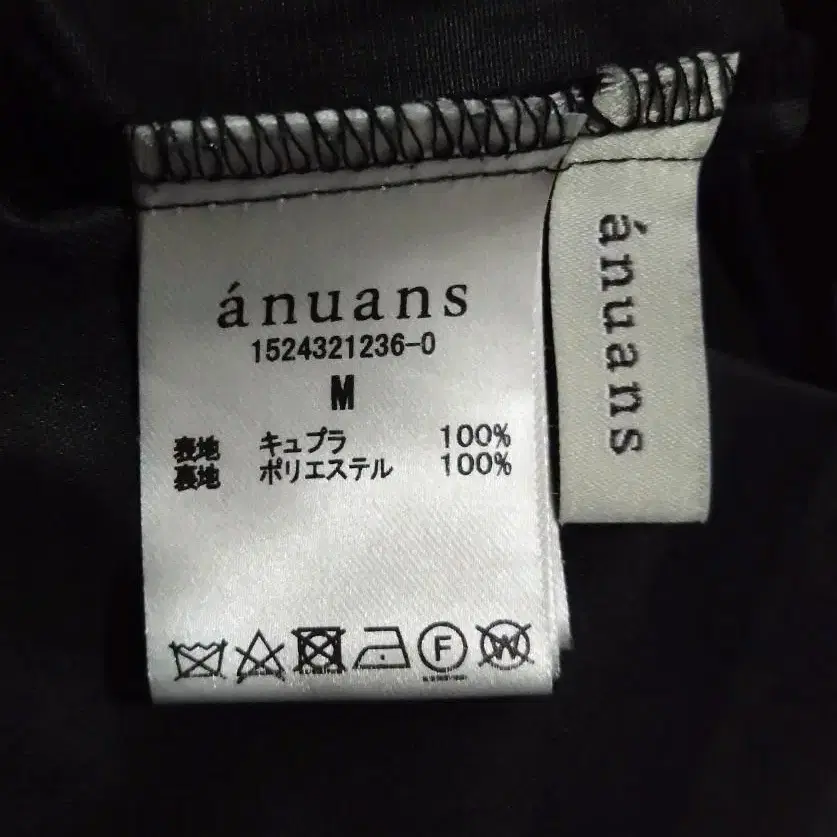 ánuans
1524321236-0
M
表地 キュプラ 100%
裏地 ポリエステル 100%
F
W
ánuans